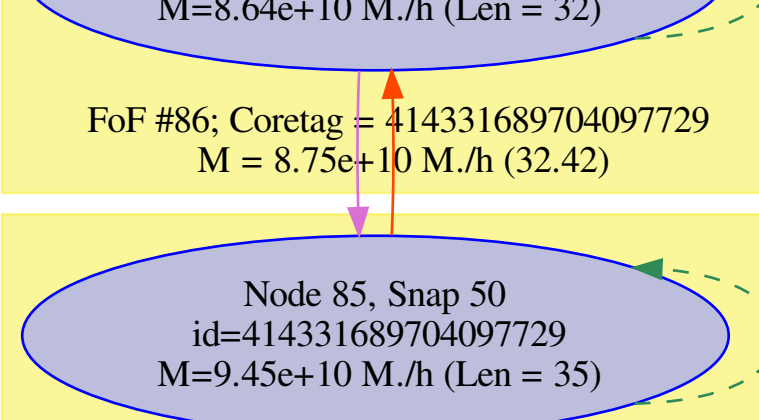 M=8.64e+10 M./h (Len = 32)
FoF #86; Coretag = 414331689704097729
M = 8.75e+10 M./h (32.42)
Node 85, Snap 50
id=414331689704097729
M=9.45e+10 M./h (Len = 35)